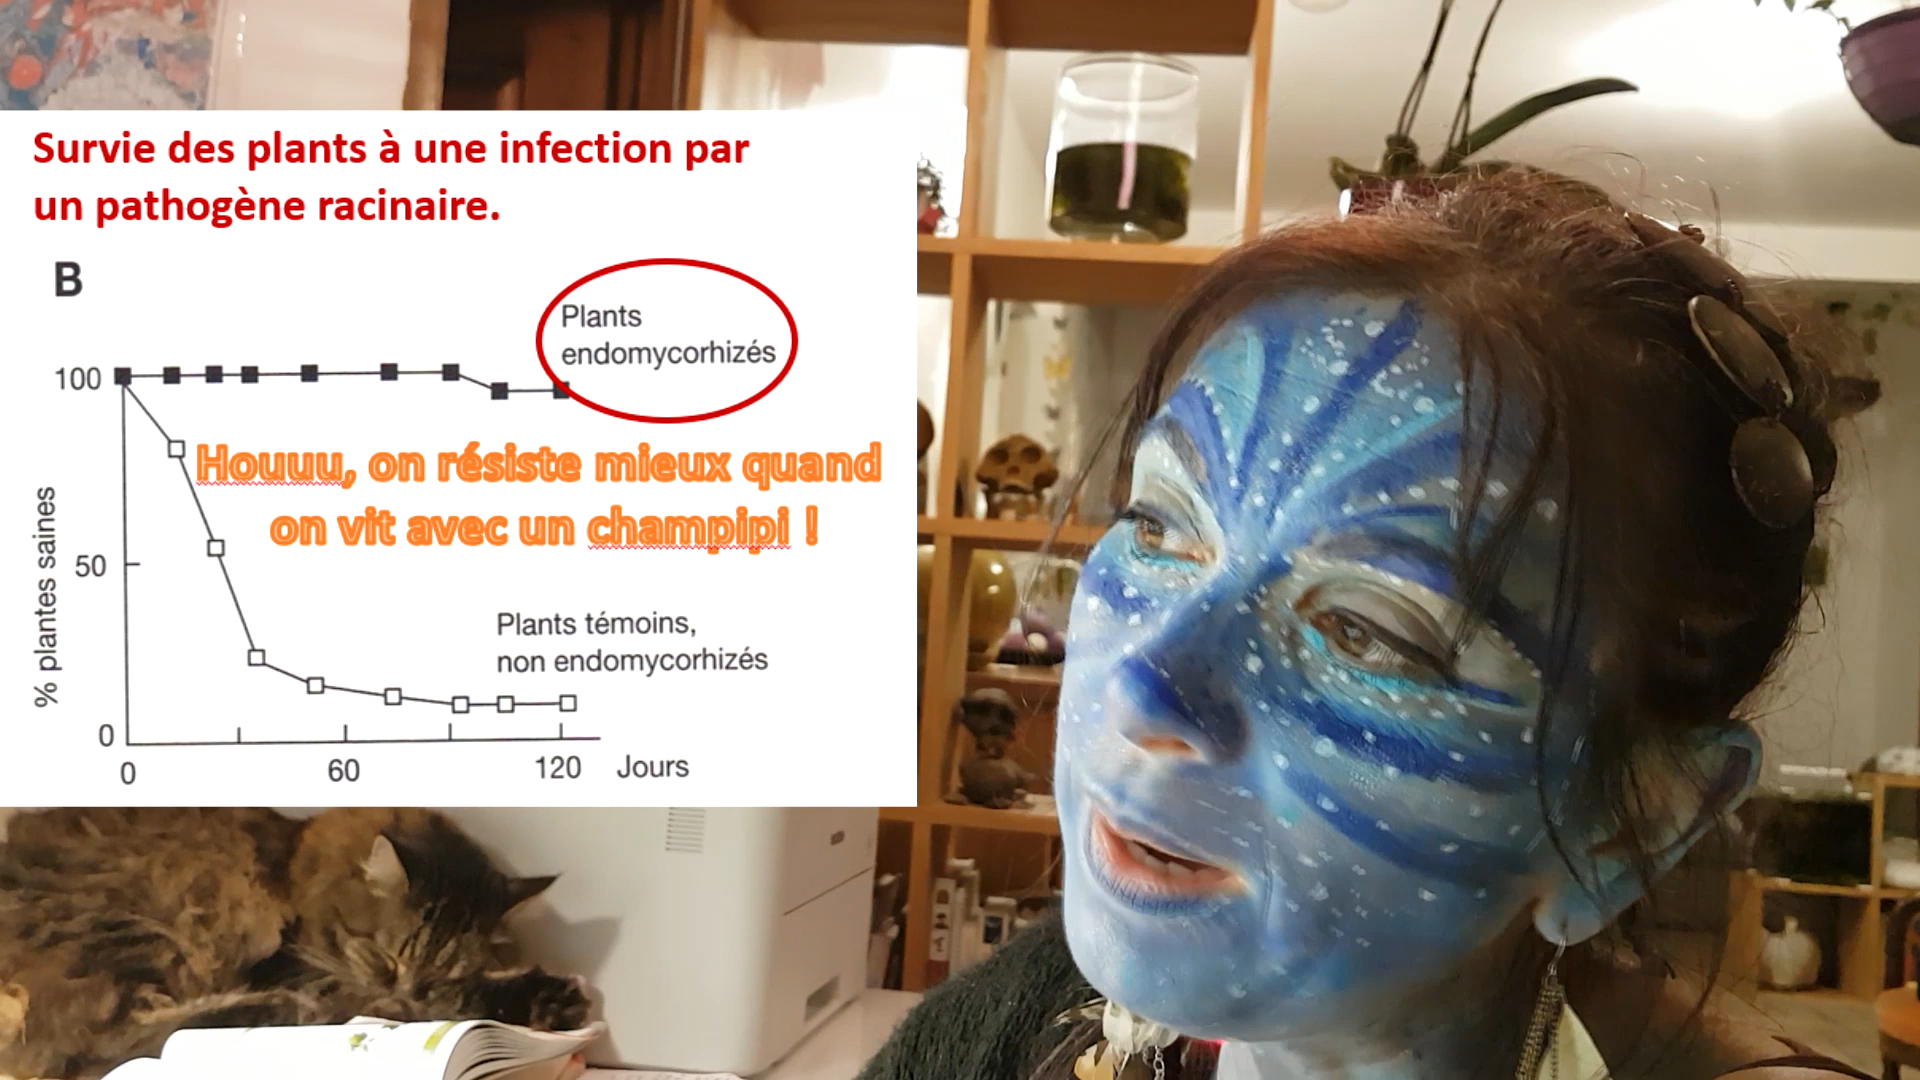 Survie des plants à une infection par
un pathogène racinaire.
B
Plants
endomycorhizés
100
Houuu, on résiste mieux quand
on vit avec un champipi !
50
% plantes saines
Plants témoins,
non endomycorhizés
0
0 60 120 Jours